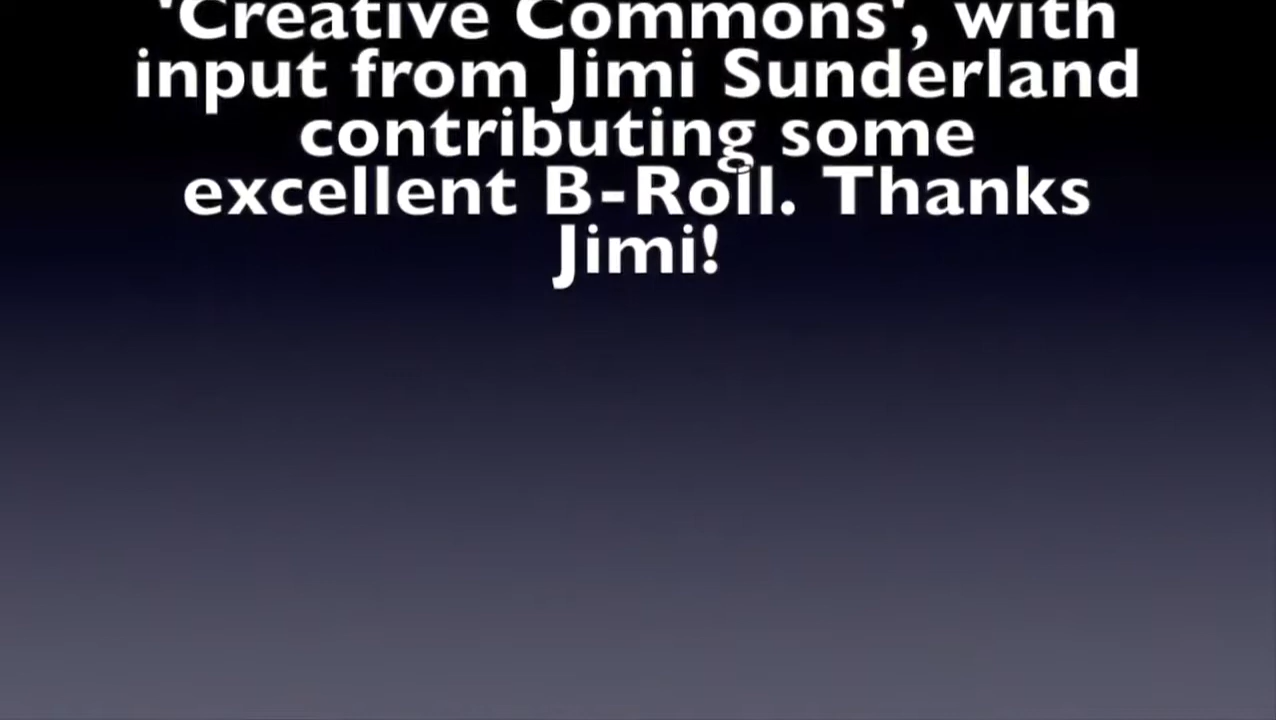 'Creative Commons', with
input from Jimi Sunderland
contributing some
excellent B-Roll. Thanks
Jimi!